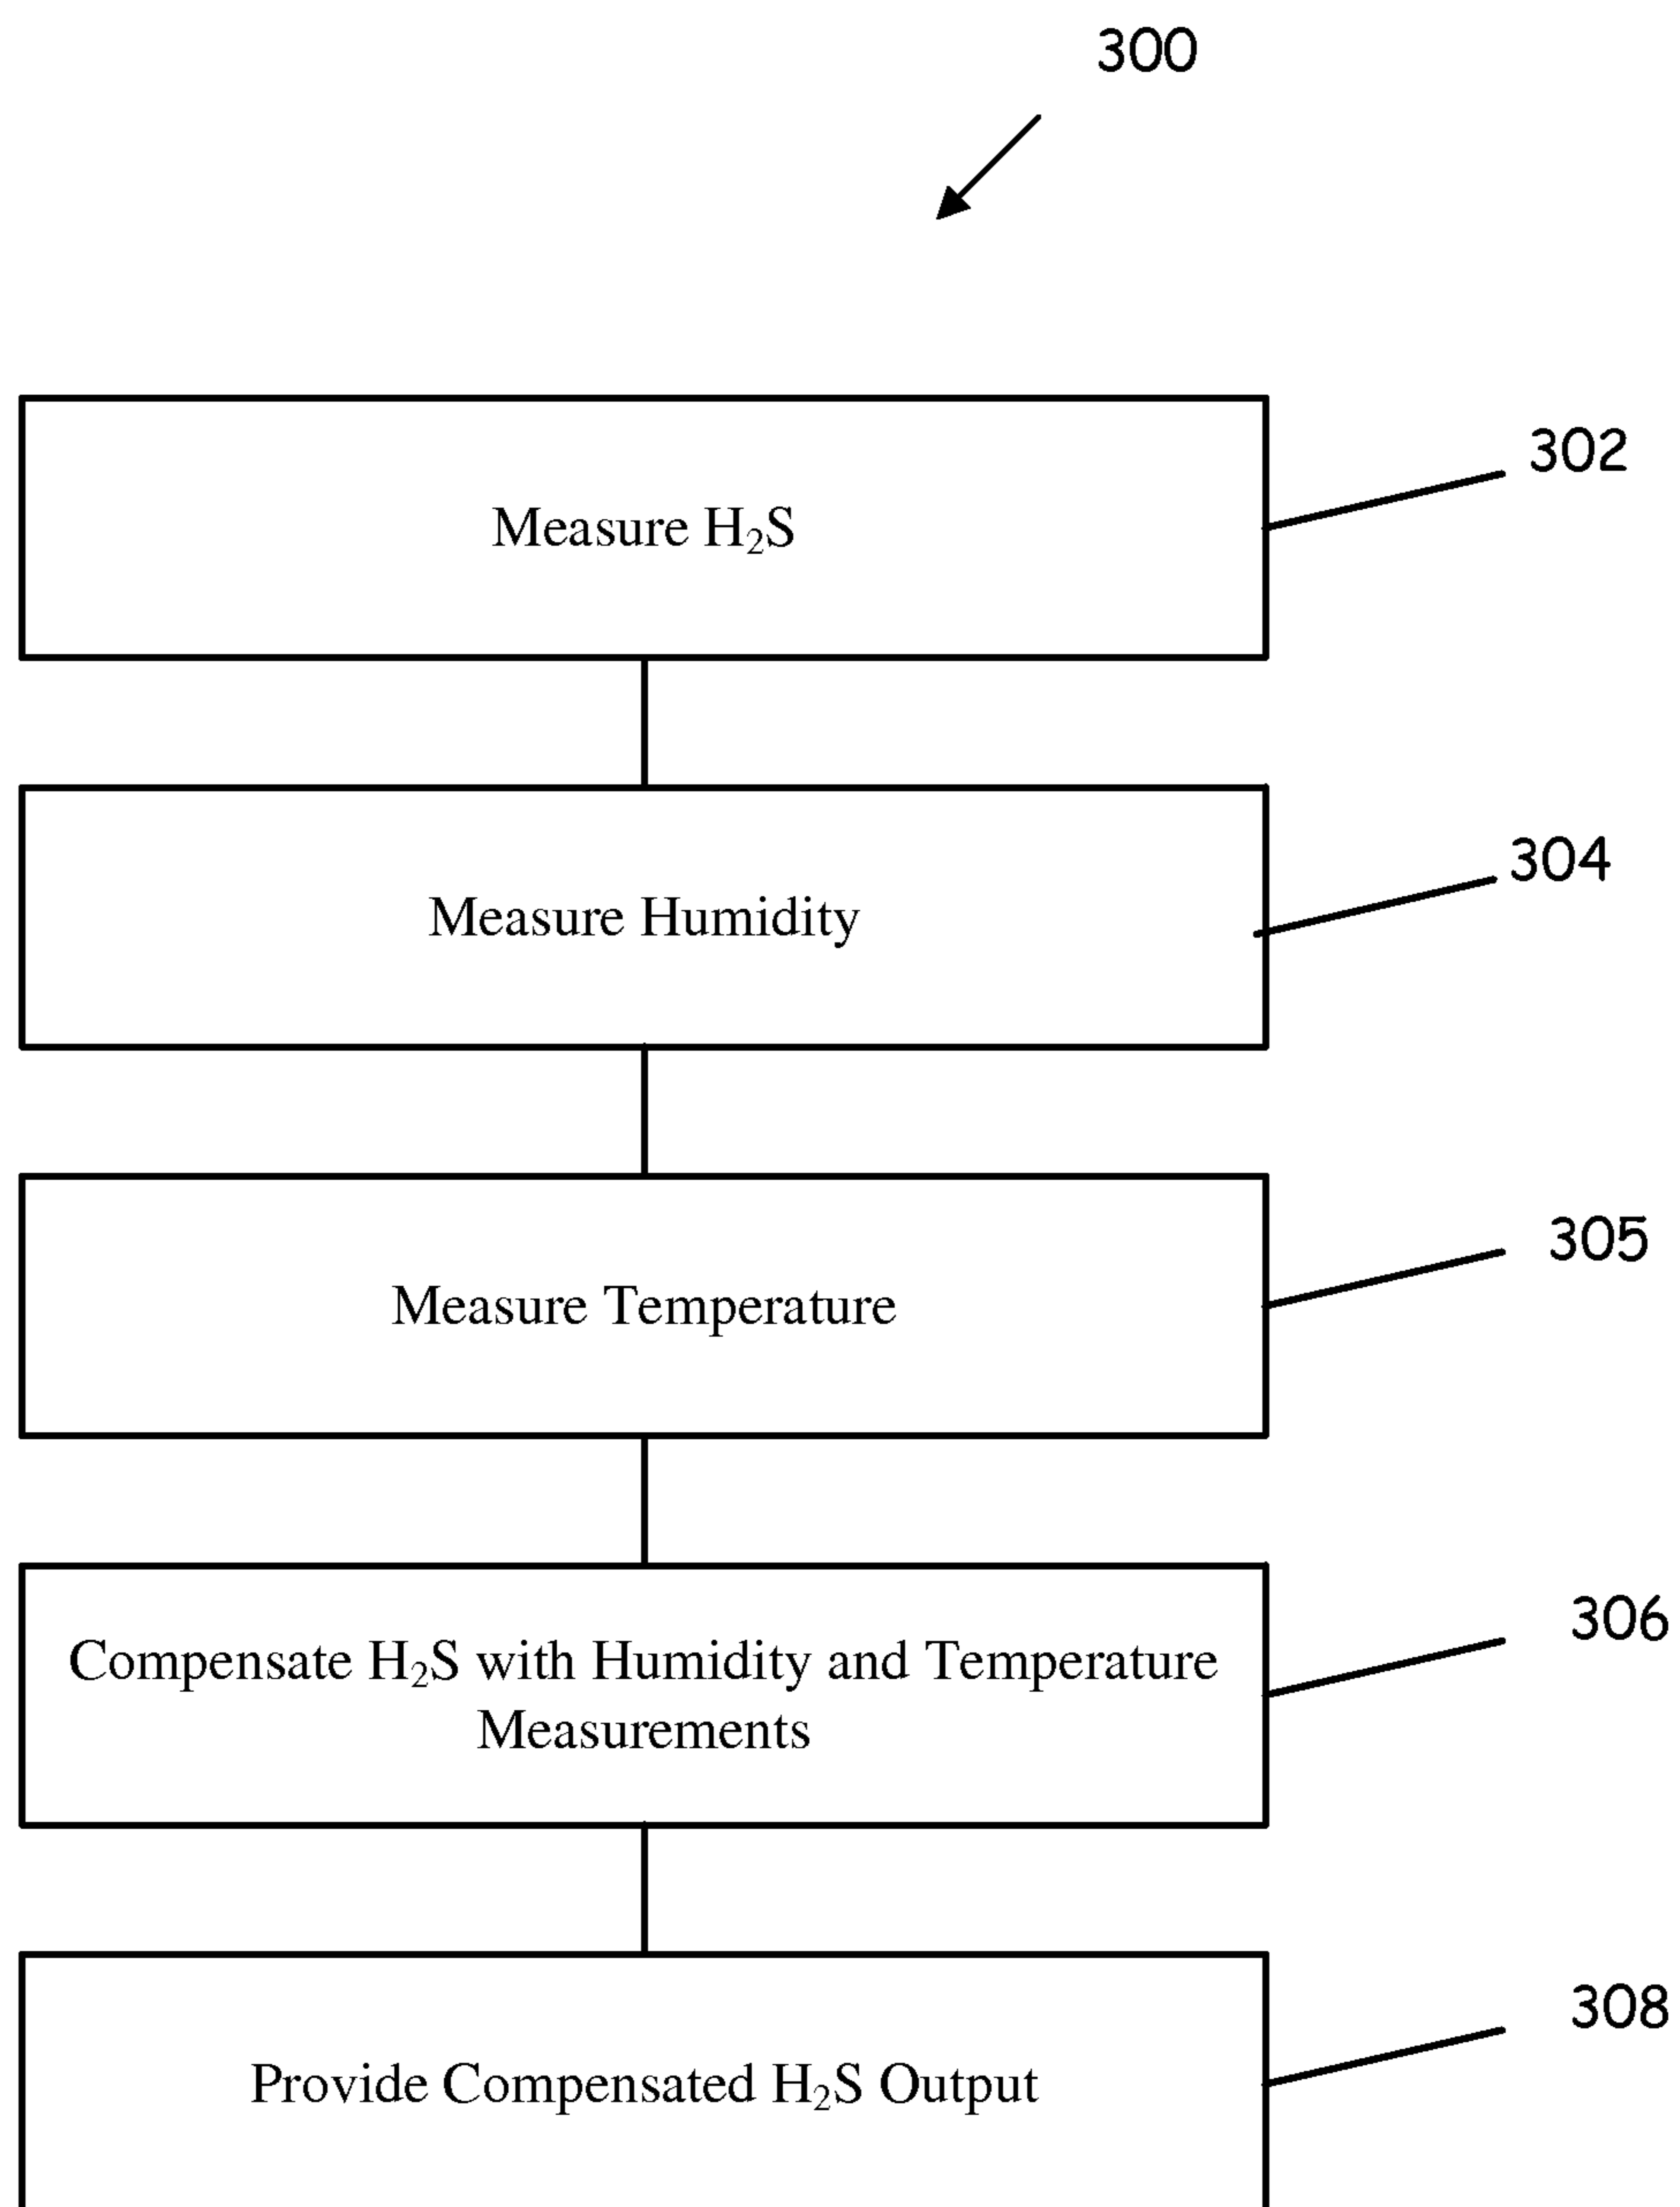 300
Measure H₂S
302
Measure Humidity
304
Measure Temperature
305
Compensate H₂S with Humidity and Temperature
Measurements
306
Provide Compensated H₂S Output
308